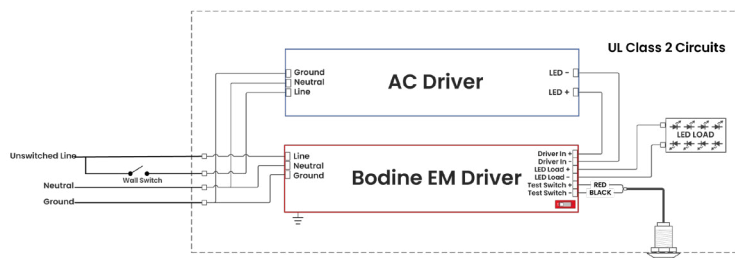 UL Class 2 Circuits
Ground
Neutral
Line
AC Driver
LED -
LED +
Unswitched Line
Wall Switch
Neutral
Ground
Line
Neutral
Ground
Bodine EM Driver
Driver In +
Driver In -
LED Load +
LED Load -
Test Switch +
Test Switch -
RED
BLACK
LED LOAD